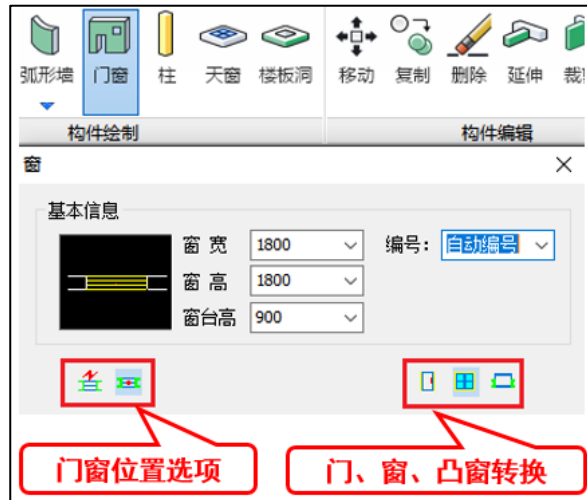 弧形墙 门窗 柱 天窗 楼板洞 移动 复制 删除 延伸 裁
构件绘制 构件编辑
窗
基本信息
窗 宽 1800 编号： 自动编号
窗 高 1800
窗台高 900
门窗位置选项 门、窗、凸窗转换